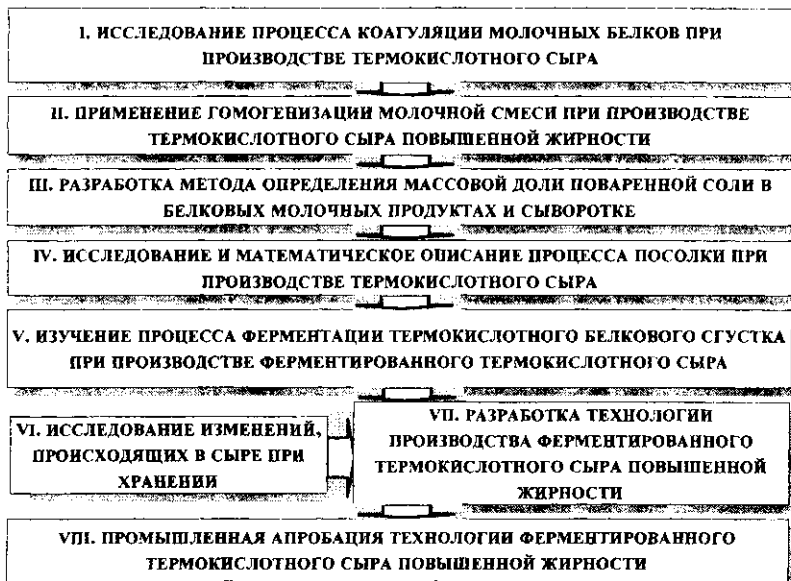 I. ИССЛЕДОВАНИЕ ПРОЦЕССА КОАГУЛЯЦИИ МОЛОЧНЫХ БЕЛКОВ ПРИ
ПРОИЗВОДСТВЕ ТЕРМОКИСЛОТНОГО СЫРА
II. ПРИМЕНЕНИЕ ГОМОГЕНИЗАЦИИ МОЛОЧНОЙ СМЕСИ ПРИ ПРОИЗВОДСТВЕ
ТЕРМОКИСЛОТНОГО СЫРА ПОВЫШЕННОЙ ЖИРНОСТИ
III. РАЗРАБОТКА МЕТОДА ОПРЕДЕЛЕНИЯ МАССОВОЙ ДОЛИ ПОВАРЕННОЙ СОЛИ В
БЕЛКОВЫХ МОЛОЧНЫХ ПРОДУКТАХ И СЫВОРОТКЕ
IV. ИССЛЕДОВАНИЕ И МАТЕМАТИЧЕСКОЕ ОПИСАНИЕ ПРОЦЕССА ПОСОЛКИ ПРИ
ПРОИЗВОДСТВЕ ТЕРМОКИСЛОТНОГО СЫРА
V. ИЗУЧЕНИЕ ПРОЦЕССА ФЕРМЕНТАЦИИ ТЕРМОКИСЛОТНОГО БЕЛКОВОГО СГУСТКА
ПРИ ПРОИЗВОДСТВЕ ФЕРМЕНТИРОВАННОГО ТЕРМОКИСЛОТНОГО СЫРА
VI. ИССЛЕДОВАНИЕ ИЗМЕНЕНИЙ,
ПРОИСХОДЯЩИХ В СЫРЕ ПРИ
ХРАНЕНИИ
VII. РАЗРАБОТКА ТЕХНОЛОГИИ
ПРОИЗВОДСТВА ФЕРМЕНТИРОВАННОГО
ТЕРМОКИСЛОТНОГО СЫРА ПОВЫШЕННОЙ
ЖИРНОСТИ
VIII. ПРОМЫШЛЕННАЯ АПРОБАЦИЯ ТЕХНОЛОГИИ ФЕРМЕНТИРОВАННОГО
ТЕРМОКИСЛОТНОГО СЫРА ПОВЫШЕННОЙ ЖИРНОСТИ